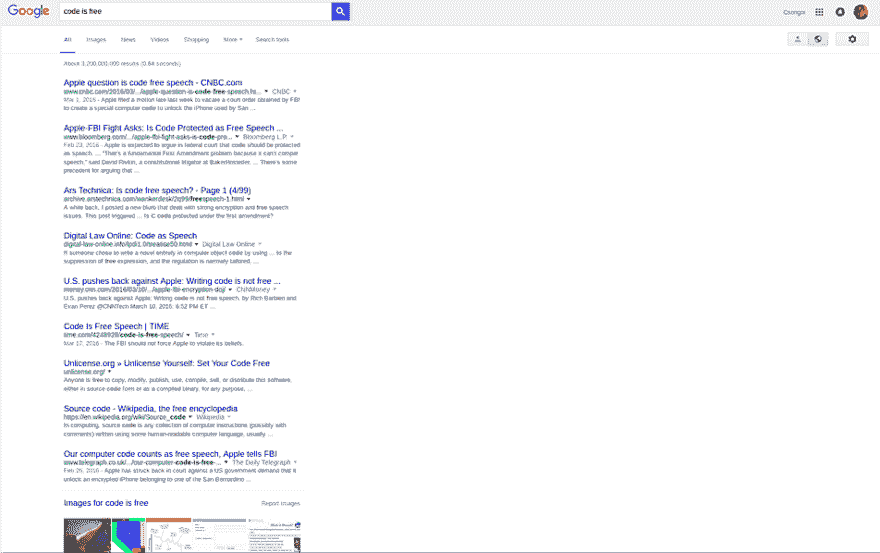 Google code is free
Csongor
All Images News Videos Shopping More Search tools
About 3,200,000,000 results (0.84 seconds)
Apple question is code free speech - CNBC.com
www.cnbc.com/2016/03/.../apple-question-is-code-free-speech.ht... CNBC
Mar 1, 2016 - Apple filed a motion late last week to vacate a court order obtained by FBI
to create a special computer code to unlock the iPhone used by San ...
Apple-FBI Fight Asks: Is Code Protected as Free Speech ...
www.bloomberg.com/.../apple-fbi-fight-asks-is-code-pro... Bloomberg L.P.
Feb 23, 2016 - Apple is expected to argue in federal court that code should be protected
as speech. ... "That's a fundamental First Amendment problem because it can't compel
speech," said David Rivkin, a constitutional litigator at BakerHostetler. ... There's some
precedent for arguing that ...
Ars Technica: Is code free speech? - Page 1 (4/99)
archive.arstechnica.com/wankerdesk/2q99/freespeech-1.html
A while back, I posted a new blurb that dealt with strong encryption and free speech
issues. This post triggered ... Is C code protected under the first amendment?
Digital Law Online: Code as Speech
digital-law-online.info/lpdi1.0/treatise50.html Digital Law Online
If someone chose to write a novel entirely in computer object code by using ... to the
suppression of free expression, and the regulation is narrowly tailored. ...
U.S. pushes back against Apple: Writing code is not free ...
money.cnn.com/2016/03/10/.../apple-fbi-encryption-doj/ CNNMoney
U.S. pushes back against Apple: Writing code is not free speech. by Rich Barbieri and
Evan Perez @CNNTech March 10, 2016: 6:52 PM ET ...
Code Is Free Speech | TIME
time.com/4248928/code-is-free-speech/ Time
Mar 17, 2016 - The FBI should not force Apple to violate its beliefs.
Unlicense.org » Unlicense Yourself: Set Your Code Free
unlicense.org/
Anyone is free to copy, modify, publish, use, compile, sell, or distribute this software,
either in source code form or as a compiled binary, for any purpose, ...
Source code - Wikipedia, the free encyclopedia
https://en.wikipedia.org/wiki/Source_code Wikipedia
In computing, source code is any collection of computer instructions (possibly with
comments) written using some human-readable computer language, usually ...
Our computer code counts as free speech, Apple tells FBI
www.telegraph.co.uk/.../Our-computer-code-is-free-... The Daily Telegraph
Feb 26, 2016 - Apple has struck back in court against a US government demand that it
unlock an encrypted iPhone belonging to one of the San Bernardino ...
Images for code is free Report images